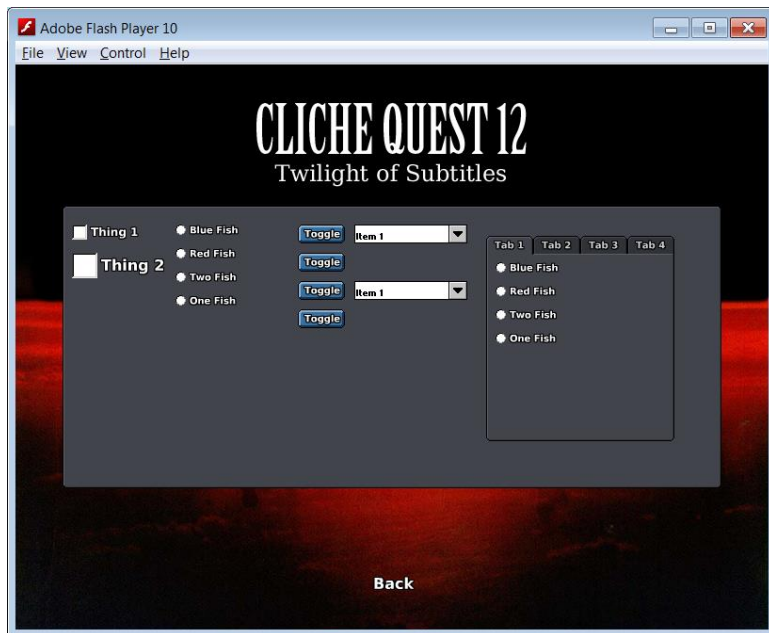 Adobe Flash Player 10
File View Control Help
CLICHE QUEST 12
Twilight of Subtitles
Thing 1
Thing 2
Blue Fish
Red Fish
Two Fish
One Fish
Toggle
Toggle
Toggle
Toggle
Item 1
Item 1
Tab 1 Tab 2 Tab 3 Tab 4
Blue Fish
Red Fish
Two Fish
One Fish
Back